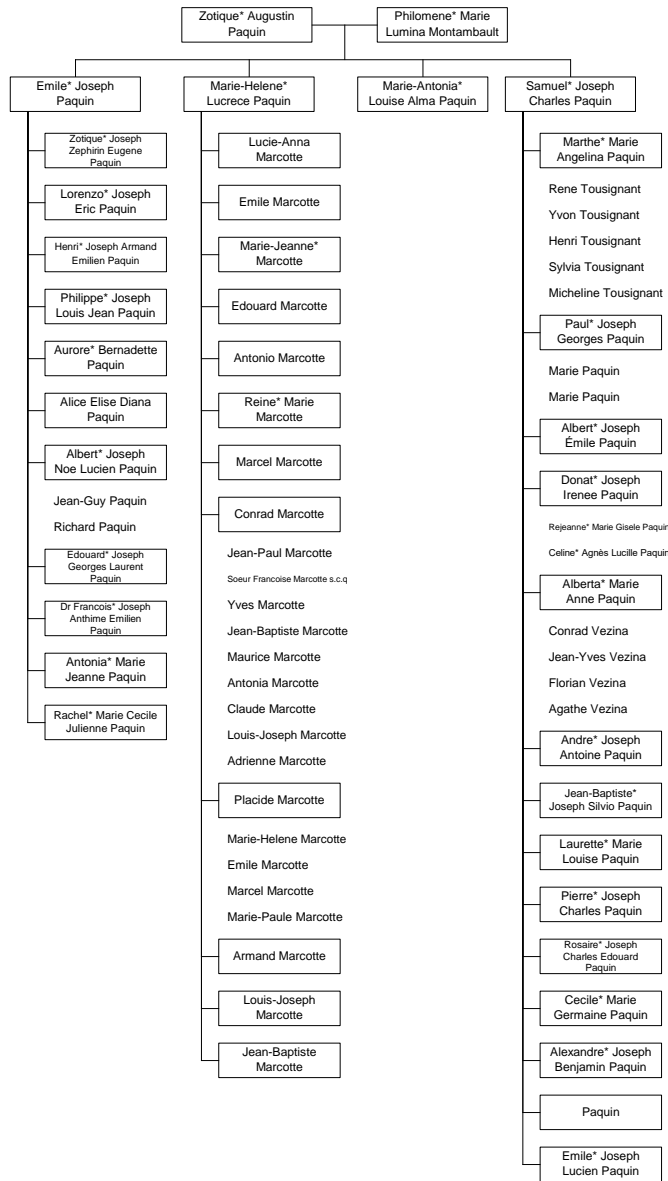 Zotique* Augustin
Paquin
Philomene* Marie
Lumina Montambault
Emile* Joseph
Paquin
Marie-Helene*
Lucrece Paquin
Marie-Antonia*
Louise Alma Paquin
Samuel* Joseph
Charles Paquin
Zotique* Joseph
Zephirin Eugene
Paquin
Lorenzo* Joseph
Eric Paquin
Henri* Joseph Armand
Emilien Paquin
Philippe* Joseph
Louis Jean Paquin
Aurore* Bernadette
Paquin
Alice Elise Diana
Paquin
Albert* Joseph
Noe Lucien Paquin
Jean-Guy Paquin
Richard Paquin
Edouard* Joseph
Georges Laurent
Paquin
Dr Francois* Joseph
Anthime Emilien
Paquin
Antonia* Marie
Jeanne Paquin
Rachel* Marie Cecile
Julienne Paquin
Lucie-Anna
Marcotte
Emile Marcotte
Marie-Jeanne*
Marcotte
Edouard Marcotte
Antonio Marcotte
Reine* Marie
Marcotte
Marcel Marcotte
Conrad Marcotte
Jean-Paul Marcotte
Soeur Francoise Marcotte s.c.q
Yves Marcotte
Jean-Baptiste Marcotte
Maurice Marcotte
Antonia Marcotte
Claude Marcotte
Louis-Joseph Marcotte
Adrienne Marcotte
Placide Marcotte
Marie-Helene Marcotte
Emile Marcotte
Marcel Marcotte
Marie-Paule Marcotte
Armand Marcotte
Louis-Joseph
Marcotte
Jean-Baptiste
Marcotte
Marthe* Marie
Angelina Paquin
Rene Tousignant
Yvon Tousignant
Henri Tousignant
Sylvia Tousignant
Micheline Tousignant
Paul* Joseph
Georges Paquin
Marie Paquin
Marie Paquin
Albert* Joseph
Émile Paquin
Donat* Joseph
Irenee Paquin
Rejeanne* Marie Gisele Paquin
Celine* Agnès Lucille Paquin
Alberta* Marie
Anne Paquin
Conrad Vezina
Jean-Yves Vezina
Florian Vezina
Agathe Vezina
Andre* Joseph
Antoine Paquin
Jean-Baptiste*
Joseph Silvio Paquin
Laurette* Marie
Louise Paquin
Pierre* Joseph
Charles Paquin
Rosaire* Joseph
Charles Edouard
Paquin
Cecile* Marie
Germaine Paquin
Alexandre* Joseph
Benjamin Paquin
Paquin
Emile* Joseph
Lucien Paquin